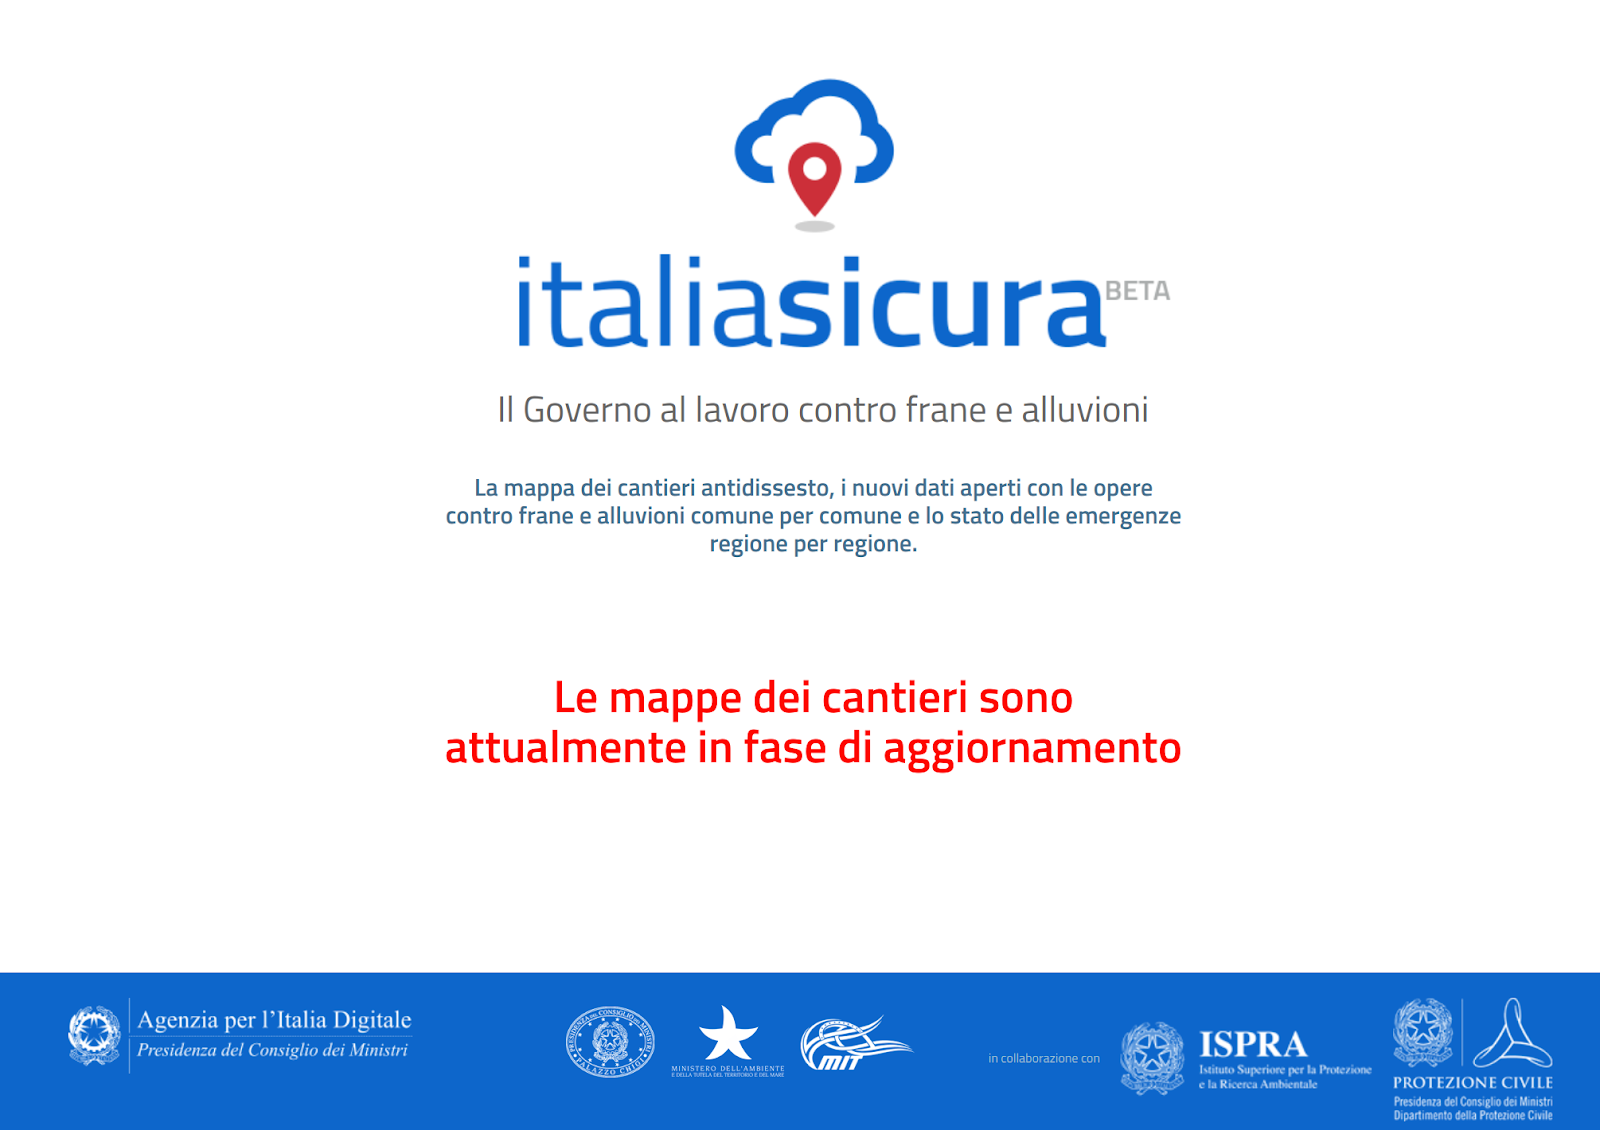 italiasicura BETA
Il Governo al lavoro contro frane e alluvioni
La mappa dei cantieri antidissesto, i nuovi dati aperti con le opere
contro frane e alluvioni comune per comune e lo stato delle emergenze
regione per regione.
Le mappe dei cantieri sono
attualmente in fase di aggiornamento
Agenzia per l'Italia Digitale
Presidenza del Consiglio dei Ministri
PRESIDENZA DEL CONSIGLIO DEI MINISTRI
PALAZZO CHIGI
MINISTERO DELL'AMBIENTE
E DELLA TUTELA DEL TERRITORIO E DEL MARE
MIT
in collaborazione con
ISPRA
Istituto Superiore per la Protezione
e la Ricerca Ambientale
PROTEZIONE CIVILE
Presidenza del Consiglio dei Ministri
Dipartimento della Protezione Civile